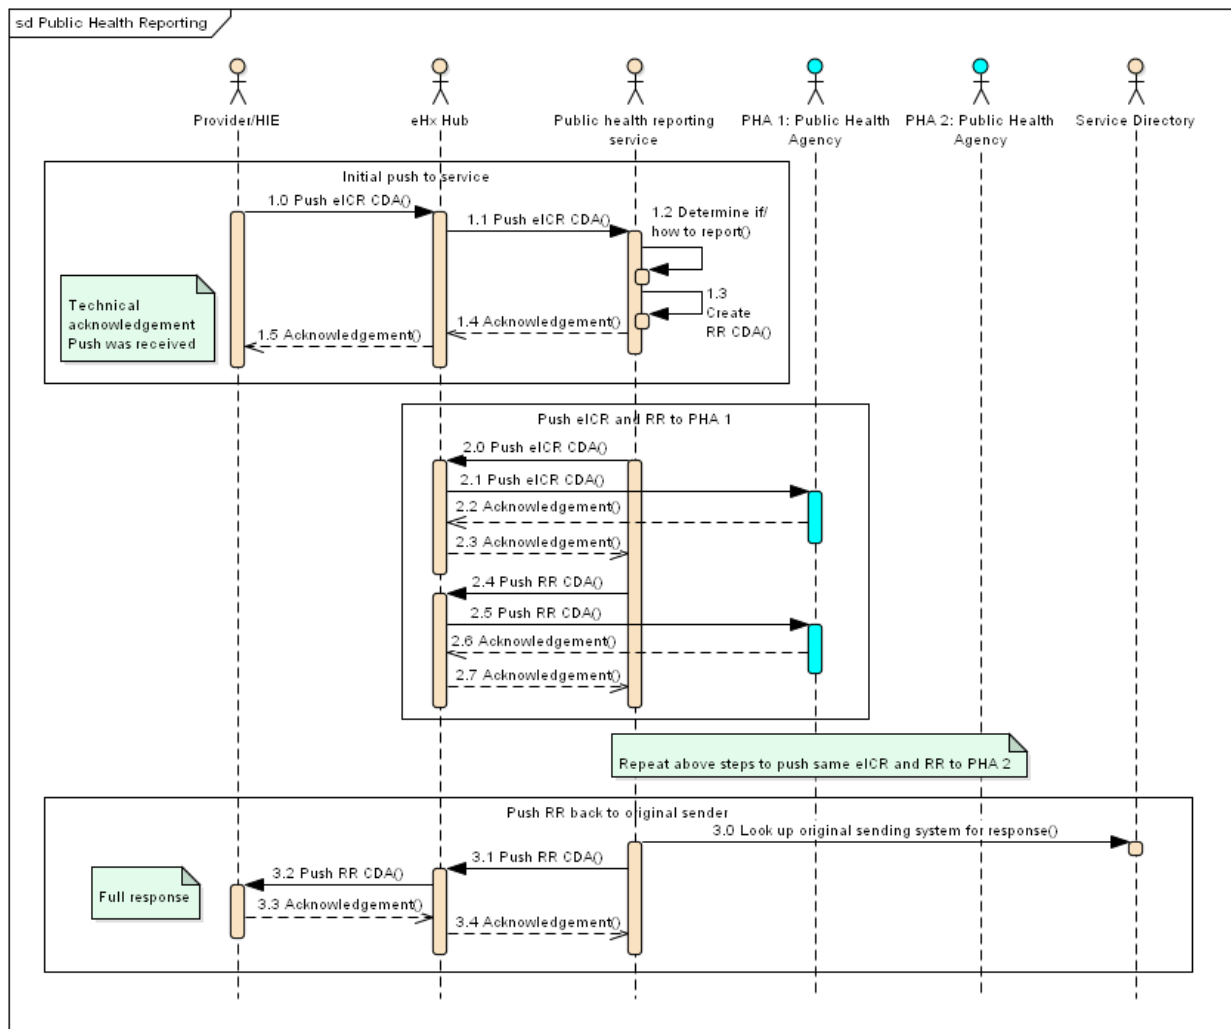 sd Public Health Reporting
Provider/HIE
eHx Hub
Public health reporting
service
PHA 1: Public Health
Agency
PHA 2: Public Health
Agency
Service Directory
Initial push to service
1.0 Push eICR CDA()
1.1 Push eICR CDA()
1.2 Determine if/
how to report()
1.3
Create
RR CDA()
Technical
acknowledgement
Push was received
1.4 Acknowledgement()
1.5 Acknowledgement()
Push eICR and RR to PHA 1
2.0 Push eICR CDA()
2.1 Push eICR CDA()
2.2 Acknowledgement()
2.3 Acknowledgement()
2.4 Push RR CDA()
2.5 Push RR CDA()
2.6 Acknowledgement()
2.7 Acknowledgement()
Repeat above steps to push same eICR and RR to PHA 2
Push RR back to original sender
3.0 Look up original sending system for response()
3.1 Push RR CDA()
3.2 Push RR CDA()
Full response
3.3 Acknowledgement()
3.4 Acknowledgement()